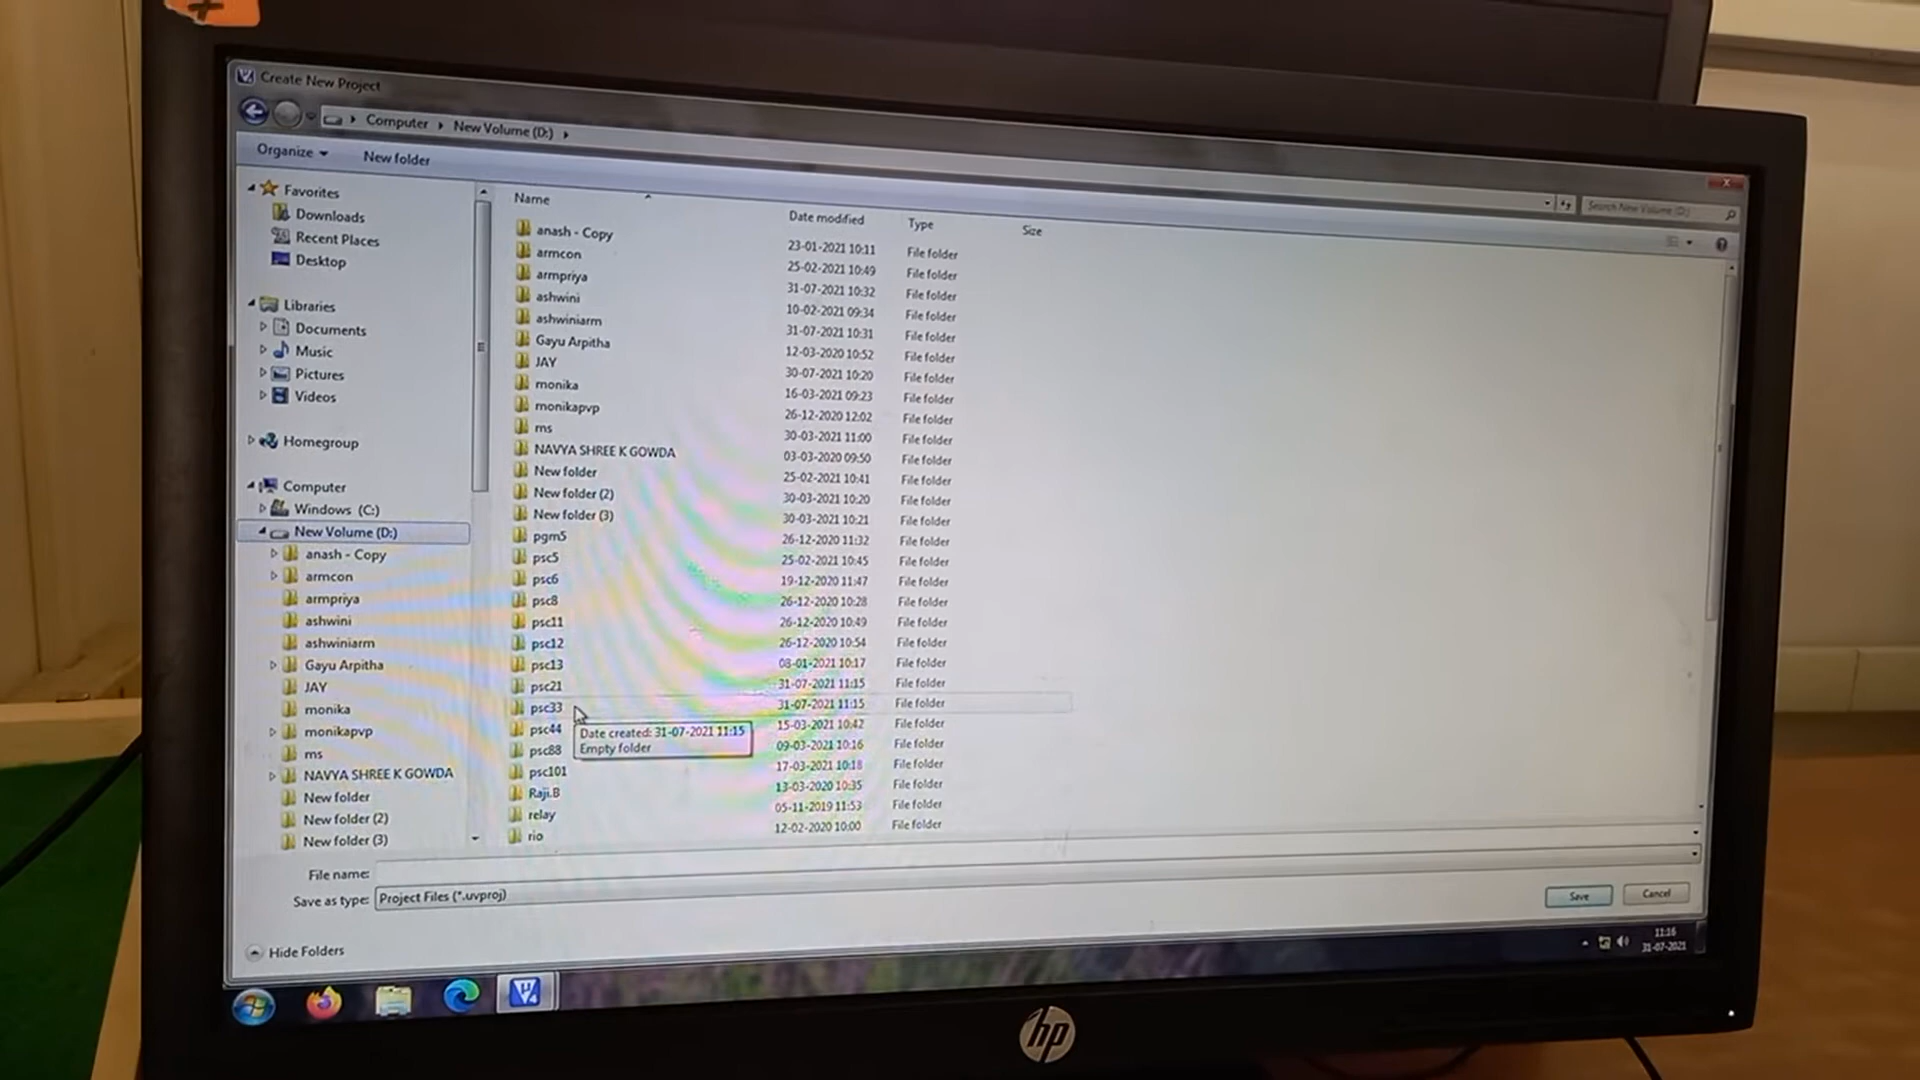 Create New Project
Computer New Volume (D:)
Search New Volume (D:)
Organize New folder
Favorites
Downloads
Recent Places
Desktop
Libraries
Documents
Music
Pictures
Videos
Homegroup
Computer
Windows (C:)
New Volume (D:)
anash - Copy
armcon
armpriya
ashwini
ashwiniarm
Gayu Arpitha
JAY
monika
monikapvp
ms
NAVYA SHREE K GOWDA
New folder
New folder (2)
New folder (3)
Name Date modified Type Size
anash - Copy 23-01-2021 10:11 File folder
armcon 25-02-2021 10:49 File folder
armpriya 31-07-2021 10:32 File folder
ashwini 10-02-2021 09:34 File folder
ashwiniarm 31-07-2021 10:31 File folder
Gayu Arpitha 12-03-2020 10:52 File folder
JAY 30-07-2021 10:20 File folder
monika 16-03-2021 09:23 File folder
monikapvp 26-12-2020 12:02 File folder
ms 30-03-2021 11:00 File folder
NAVYA SHREE K GOWDA 03-03-2020 09:50 File folder
New folder 25-02-2021 10:41 File folder
New folder (2) 30-03-2021 10:20 File folder
New folder (3) 30-03-2021 10:21 File folder
pgm5 26-12-2020 11:32 File folder
psc5 25-02-2021 10:45 File folder
psc6 19-12-2020 11:47 File folder
psc8 26-12-2020 10:28 File folder
psc11 26-12-2020 10:49 File folder
psc12 26-12-2020 10:54 File folder
psc13 08-01-2021 10:17 File folder
psc21 31-07-2021 11:15 File folder
psc33 31-07-2021 11:15 File folder
psc44 15-03-2021 10:42 File folder
psc88 09-03-2021 10:16 File folder
psc101 17-03-2021 10:18 File folder
Raji.B 13-03-2020 10:35 File folder
relay 05-11-2019 11:53 File folder
rio 12-02-2020 10:00 File folder
Date created: 31-07-2021 11:15
Empty folder
File name:
Save as type: Project Files (*.uvproj)
Save Cancel
Hide Folders
11:16
31-07-2021
hp